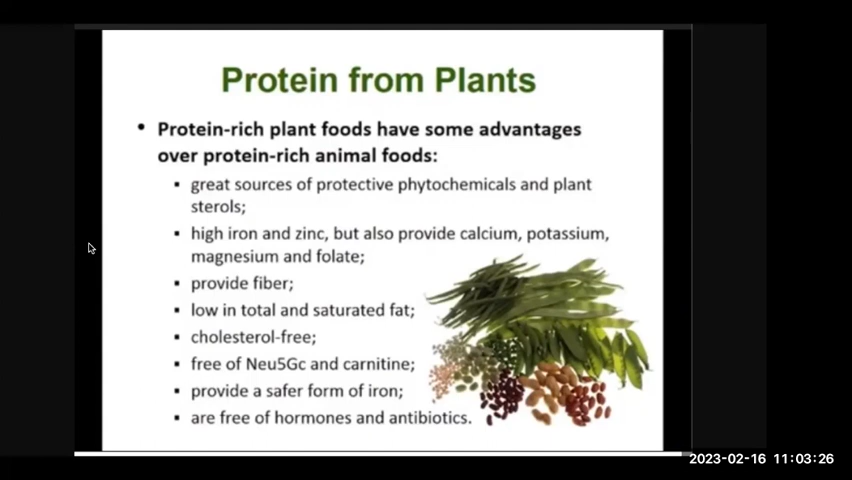 Protein from Plants
• Protein-rich plant foods have some advantages
over protein-rich animal foods:
▪ great sources of protective phytochemicals and plant
sterols;
▪ high iron and zinc, but also provide calcium, potassium,
magnesium and folate;
▪ provide fiber;
▪ low in total and saturated fat;
▪ cholesterol-free;
▪ free of Neu5Gc and carnitine;
▪ provide a safer form of iron;
▪ are free of hormones and antibiotics.
2023-02-16 11:03:26